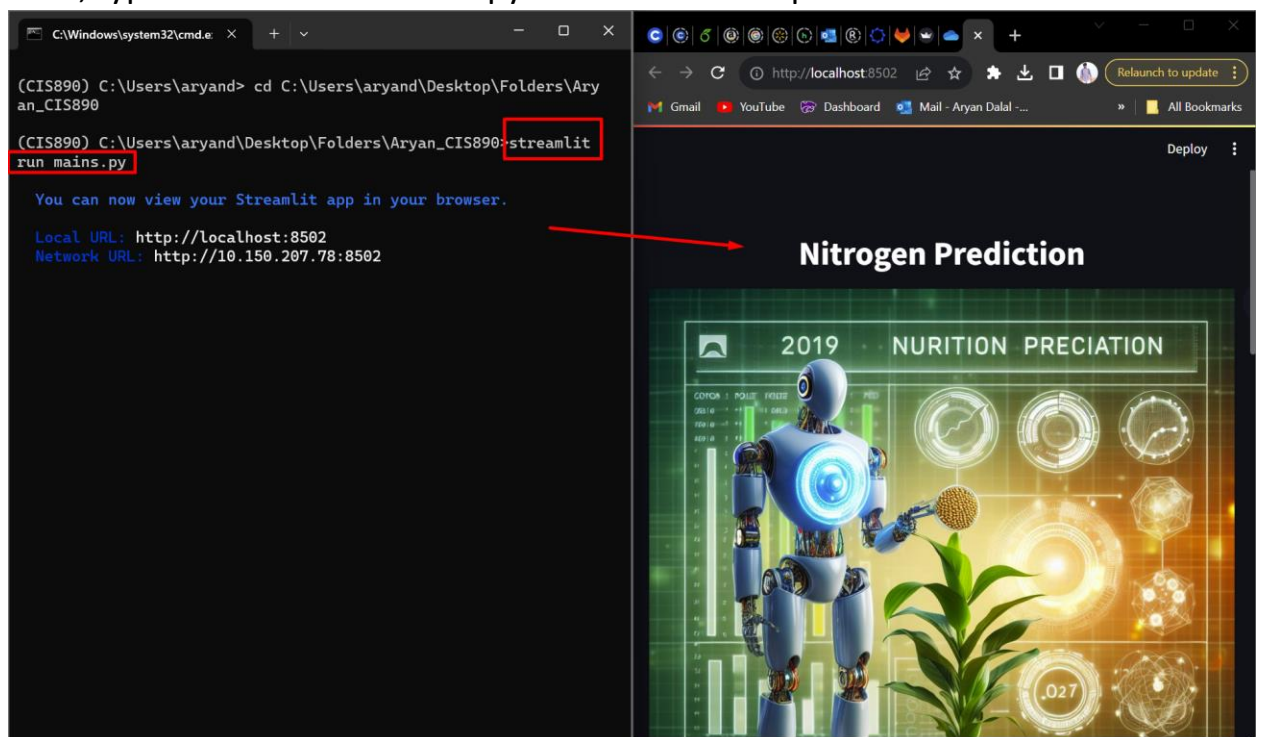 C:\Windows\system32\cmd.e:
(CIS890) C:\Users\aryand> cd C:\Users\aryand\Desktop\Folders\Ary
an_CIS890
(CIS890) C:\Users\aryand\Desktop\Folders\Aryan_CIS890>streamlit
run mains.py
You can now view your Streamlit app in your browser.
Local URL: http://localhost:8502
Network URL: http://10.150.207.78:8502
http://localhost:8502
Relaunch to update
Gmail YouTube Dashboard Mail - Aryan Dalal -... » All Bookmarks
Deploy
Nitrogen Prediction
2019 NURITION PRECIATION
.027